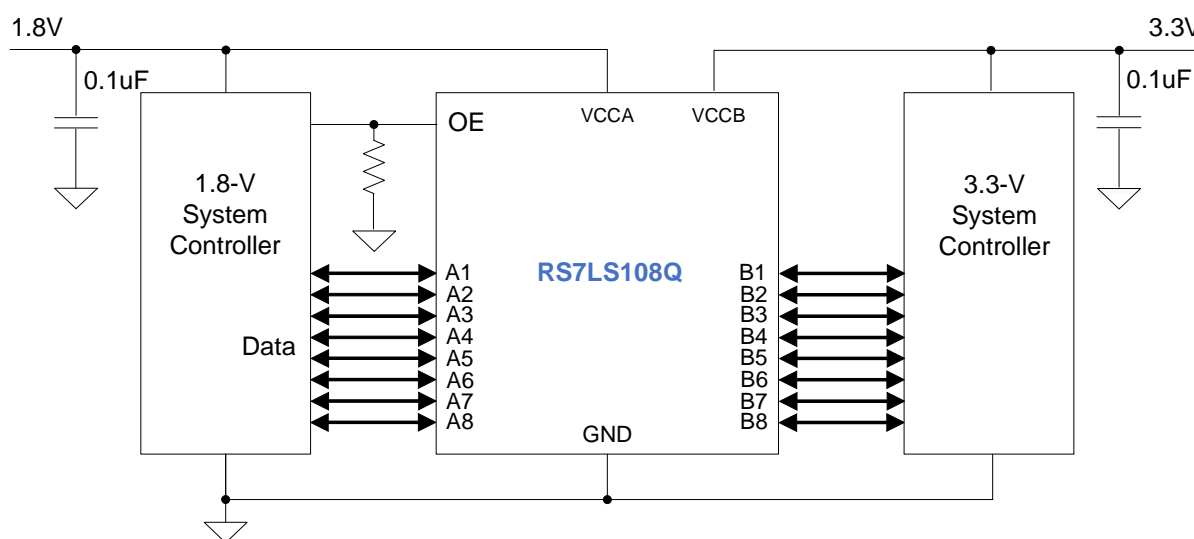 1.8V
3.3V
0.1uF
0.1uF
OE
VCCA
VCCB
1.8-V
System
Controller
3.3-V
System
Controller
RS7LS108Q
Data
A1
A2
A3
A4
A5
A6
A7
A8
B1
B2
B3
B4
B5
B6
B7
B8
GND